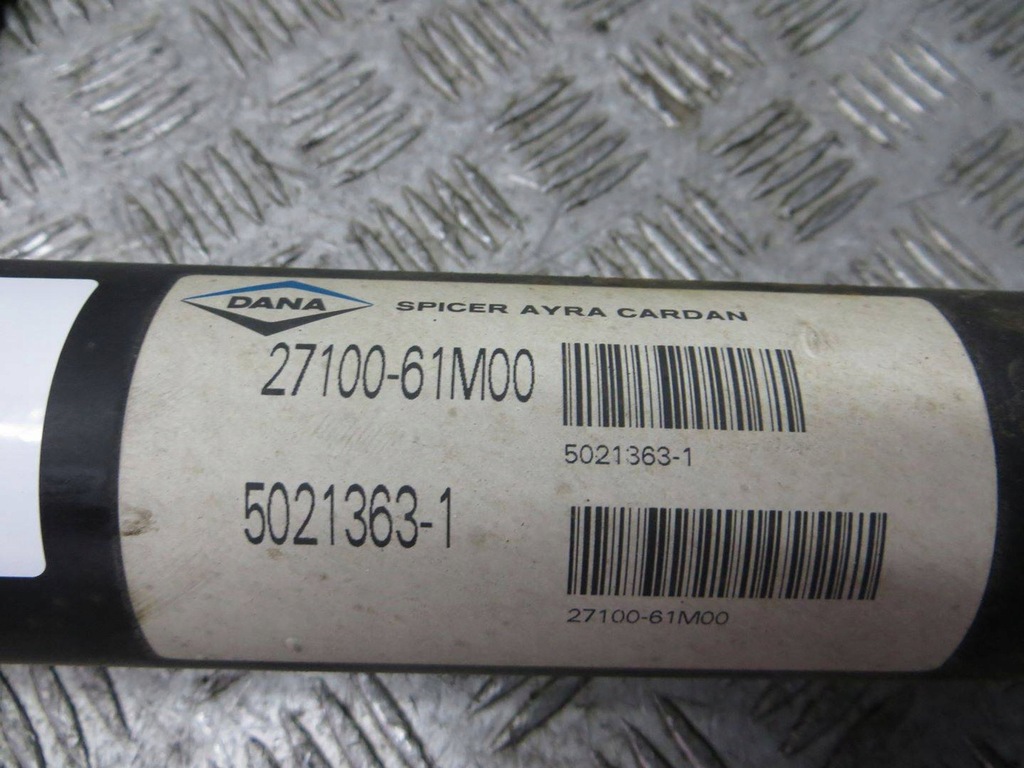 DANA
SPICER AYRA CARDAN
27100-61M00
5021363-1
5021363-1
27100-61M00